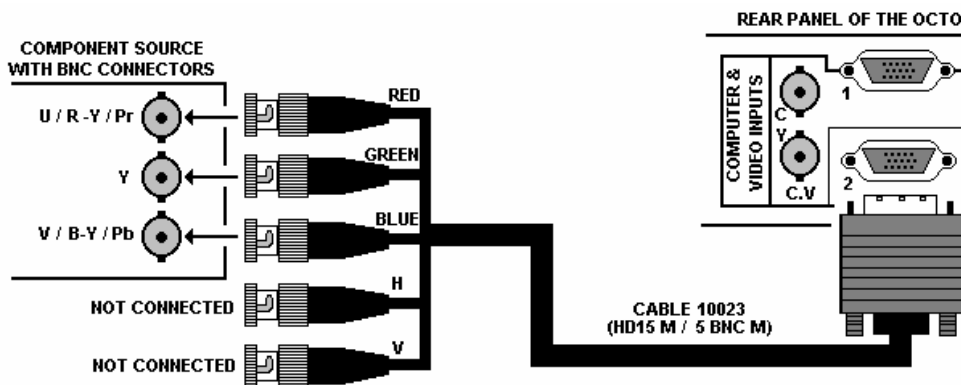 REAR PANEL OF THE OCTO
COMPONENT SOURCE
WITH BNC CONNECTORS
U / R -Y / Pr
Y
V / B-Y / Pb
NOT CONNECTED
NOT CONNECTED
RED
GREEN
BLUE
H
V
CABLE 10023
(HD15 M / 5 BNC M)
COMPUTER &
VIDEO INPUTS
C
Y
C.V
1
2